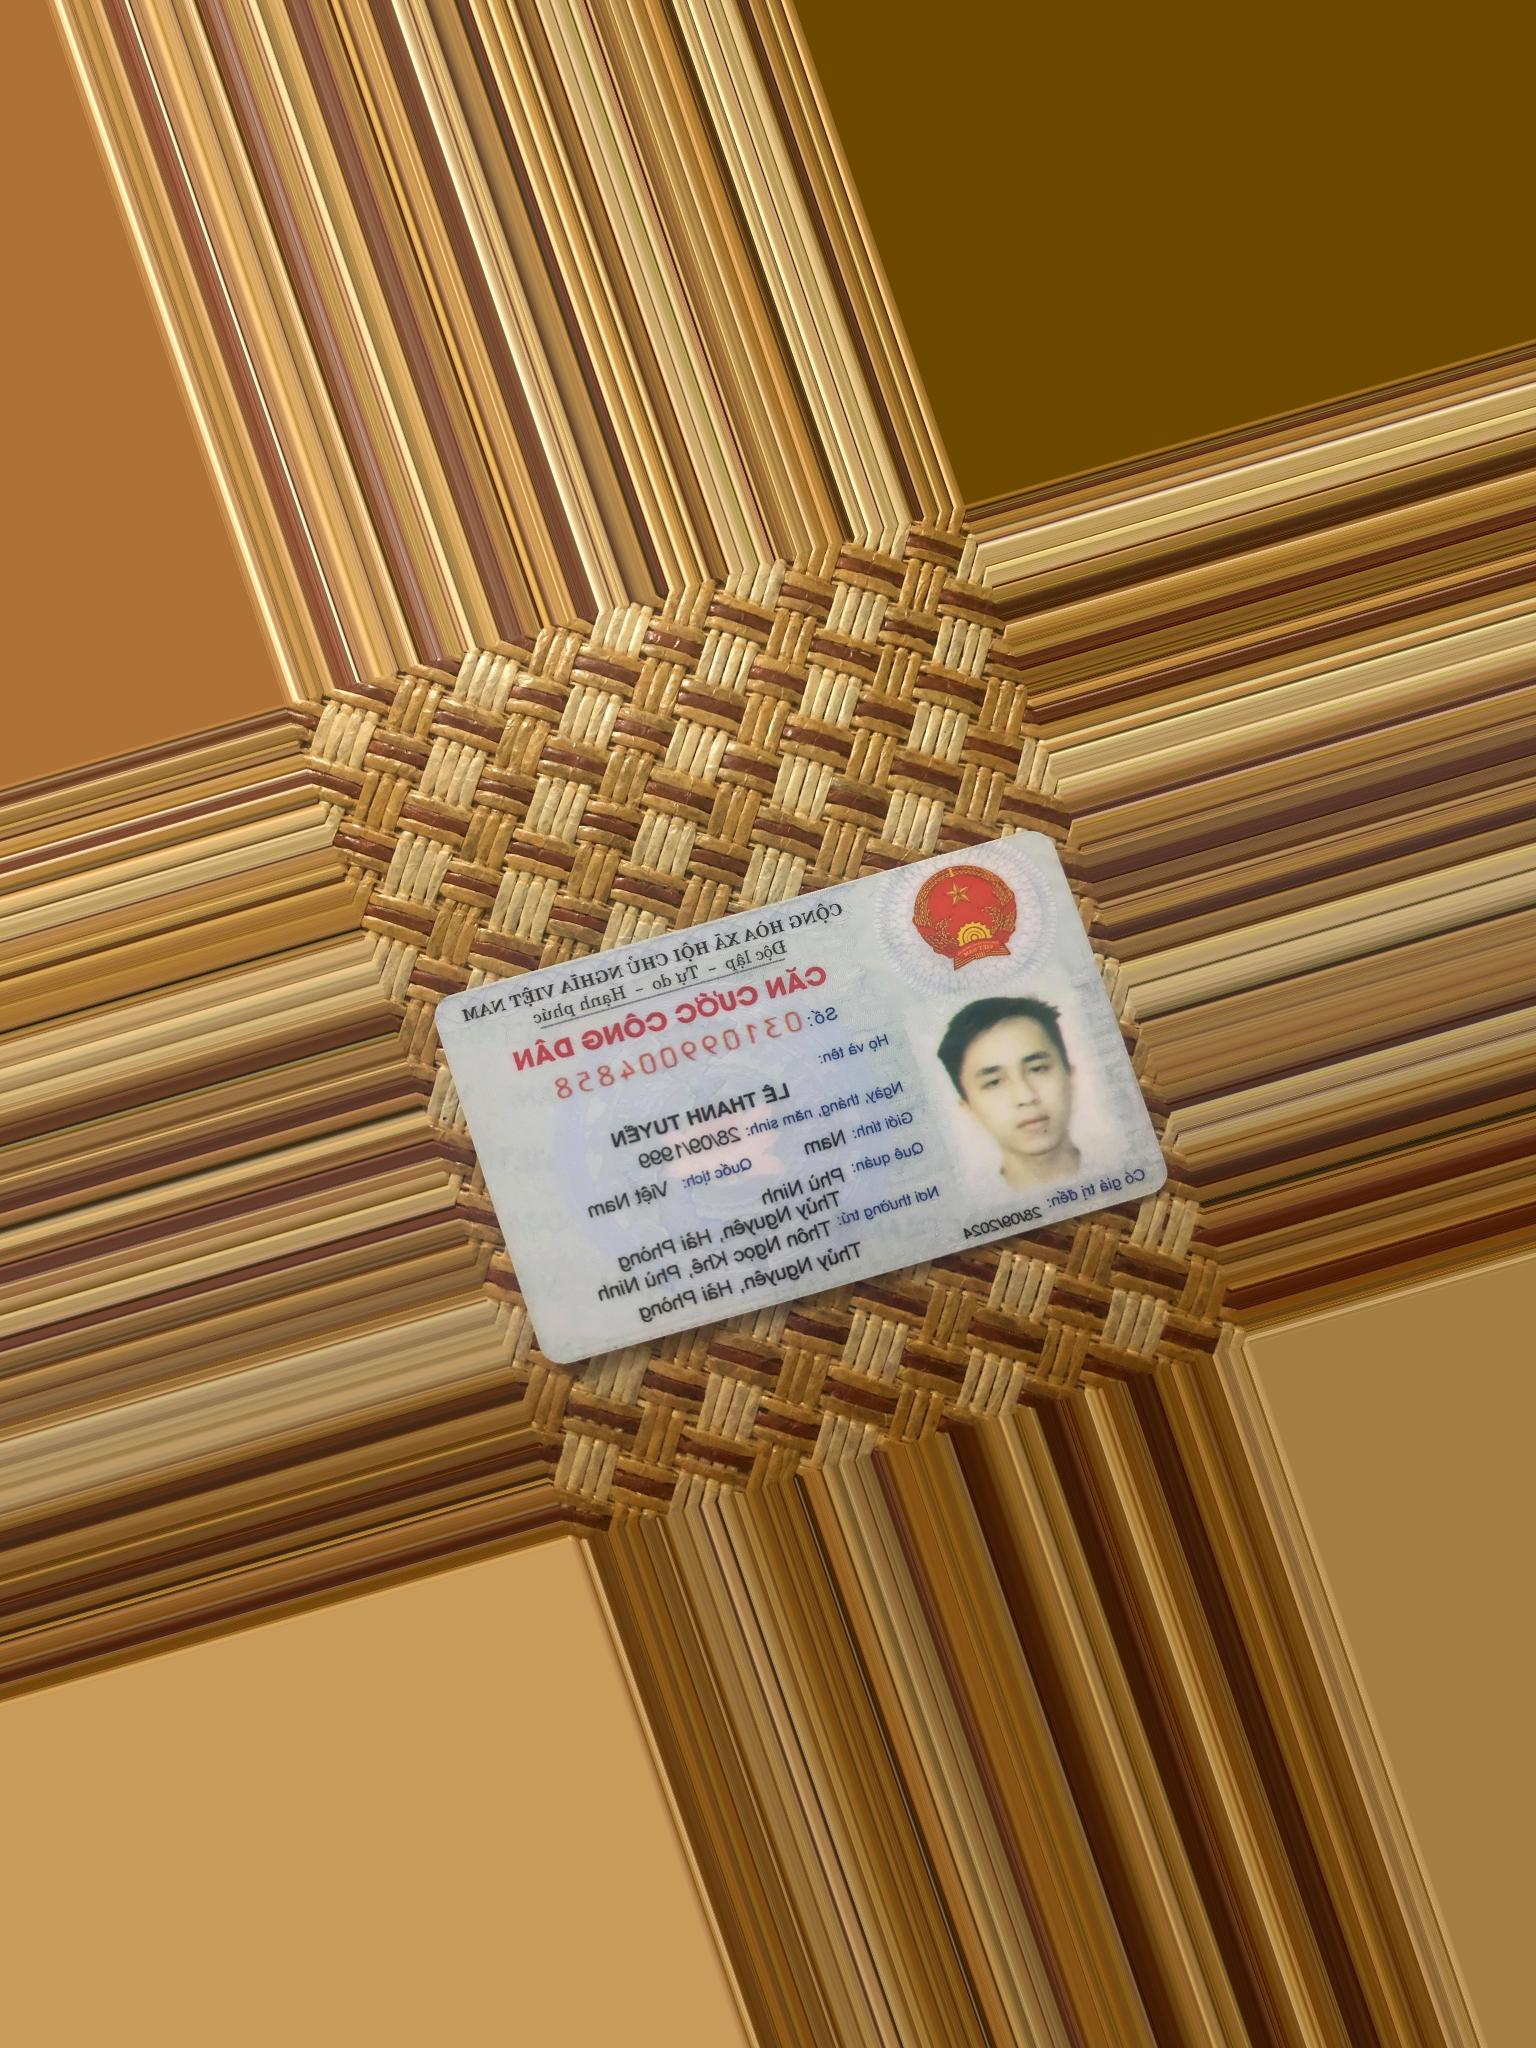 CỘNG HÒA XÃ HỘI CHỦ NGHĨA VIỆT NAM
Độc lập - Tự do - Hạnh phúc
CĂN CƯỚC CÔNG DÂN
Số: 031099004858
Họ và tên:
LÊ THANH TUYỂN
Ngày, tháng, năm sinh: 28/09/1999
Giới tính: Nam Quốc tịch: Việt Nam
Quê quán: Phù Ninh
Thủy Nguyên, Hải Phòng
Nơi thường trú: Thôn Ngọc Khê, Phù Ninh
Thủy Nguyên, Hải Phòng
Có giá trị đến: 28/09/2024